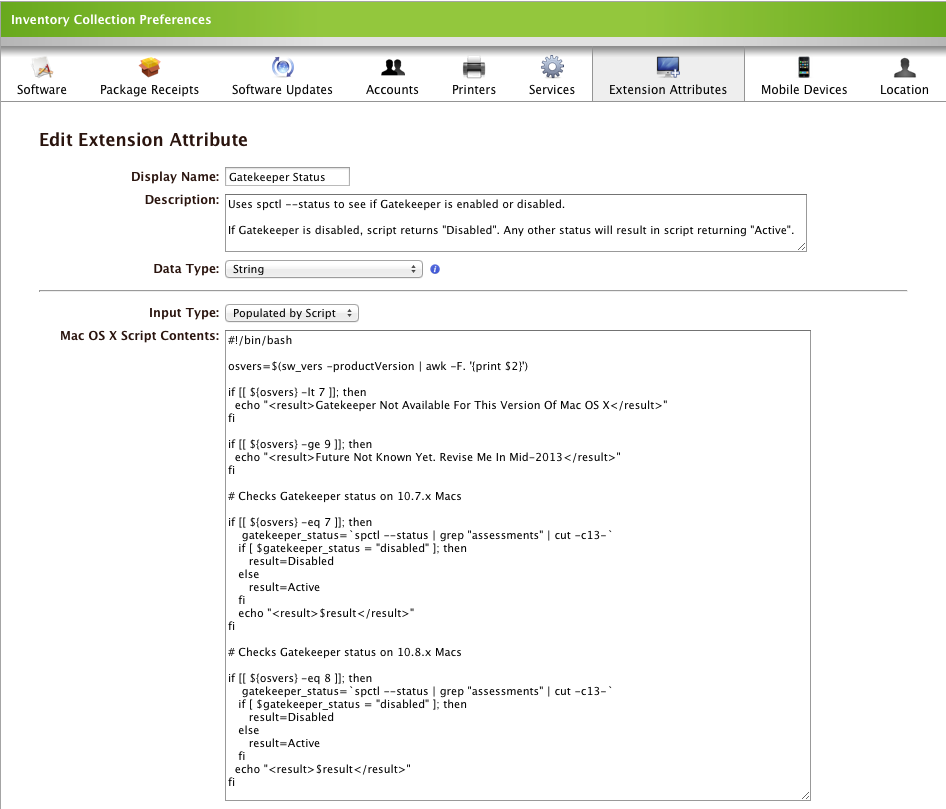 Inventory Collection Preferences
Software
Package Receipts
Software Updates
Accounts
Printers
Services
Extension Attributes
Mobile Devices
Location
Edit Extension Attribute
Display Name: Gatekeeper Status
Description: Uses spctl --status to see if Gatekeeper is enabled or disabled.
If Gatekeeper is disabled, script returns "Disabled". Any other status will result in script returning "Active".
Data Type: String
Input Type: Populated by Script
Mac OS X Script Contents: #!/bin/bash
osvers=$(sw_vers -productVersion | awk -F. '{print $2}')
if [[ ${osvers} -lt 7 ]]; then
echo "<result>Gatekeeper Not Available For This Version Of Mac OS X</result>"
fi
if [[ ${osvers} -ge 9 ]]; then
echo "<result>Future Not Known Yet. Revise Me In Mid-2013</result>"
fi
# Checks Gatekeeper status on 10.7.x Macs
if [[ ${osvers} -eq 7 ]]; then
gatekeeper_status=`spctl --status | grep "assessments" | cut -c13-`
if [ $gatekeeper_status = "disabled" ]; then
result=Disabled
else
result=Active
fi
echo "<result>$result</result>"
fi
# Checks Gatekeeper status on 10.8.x Macs
if [[ ${osvers} -eq 8 ]]; then
gatekeeper_status=`spctl --status | grep "assessments" | cut -c13-`
if [ $gatekeeper_status = "disabled" ]; then
result=Disabled
else
result=Active
fi
echo "<result>$result</result>"
fi